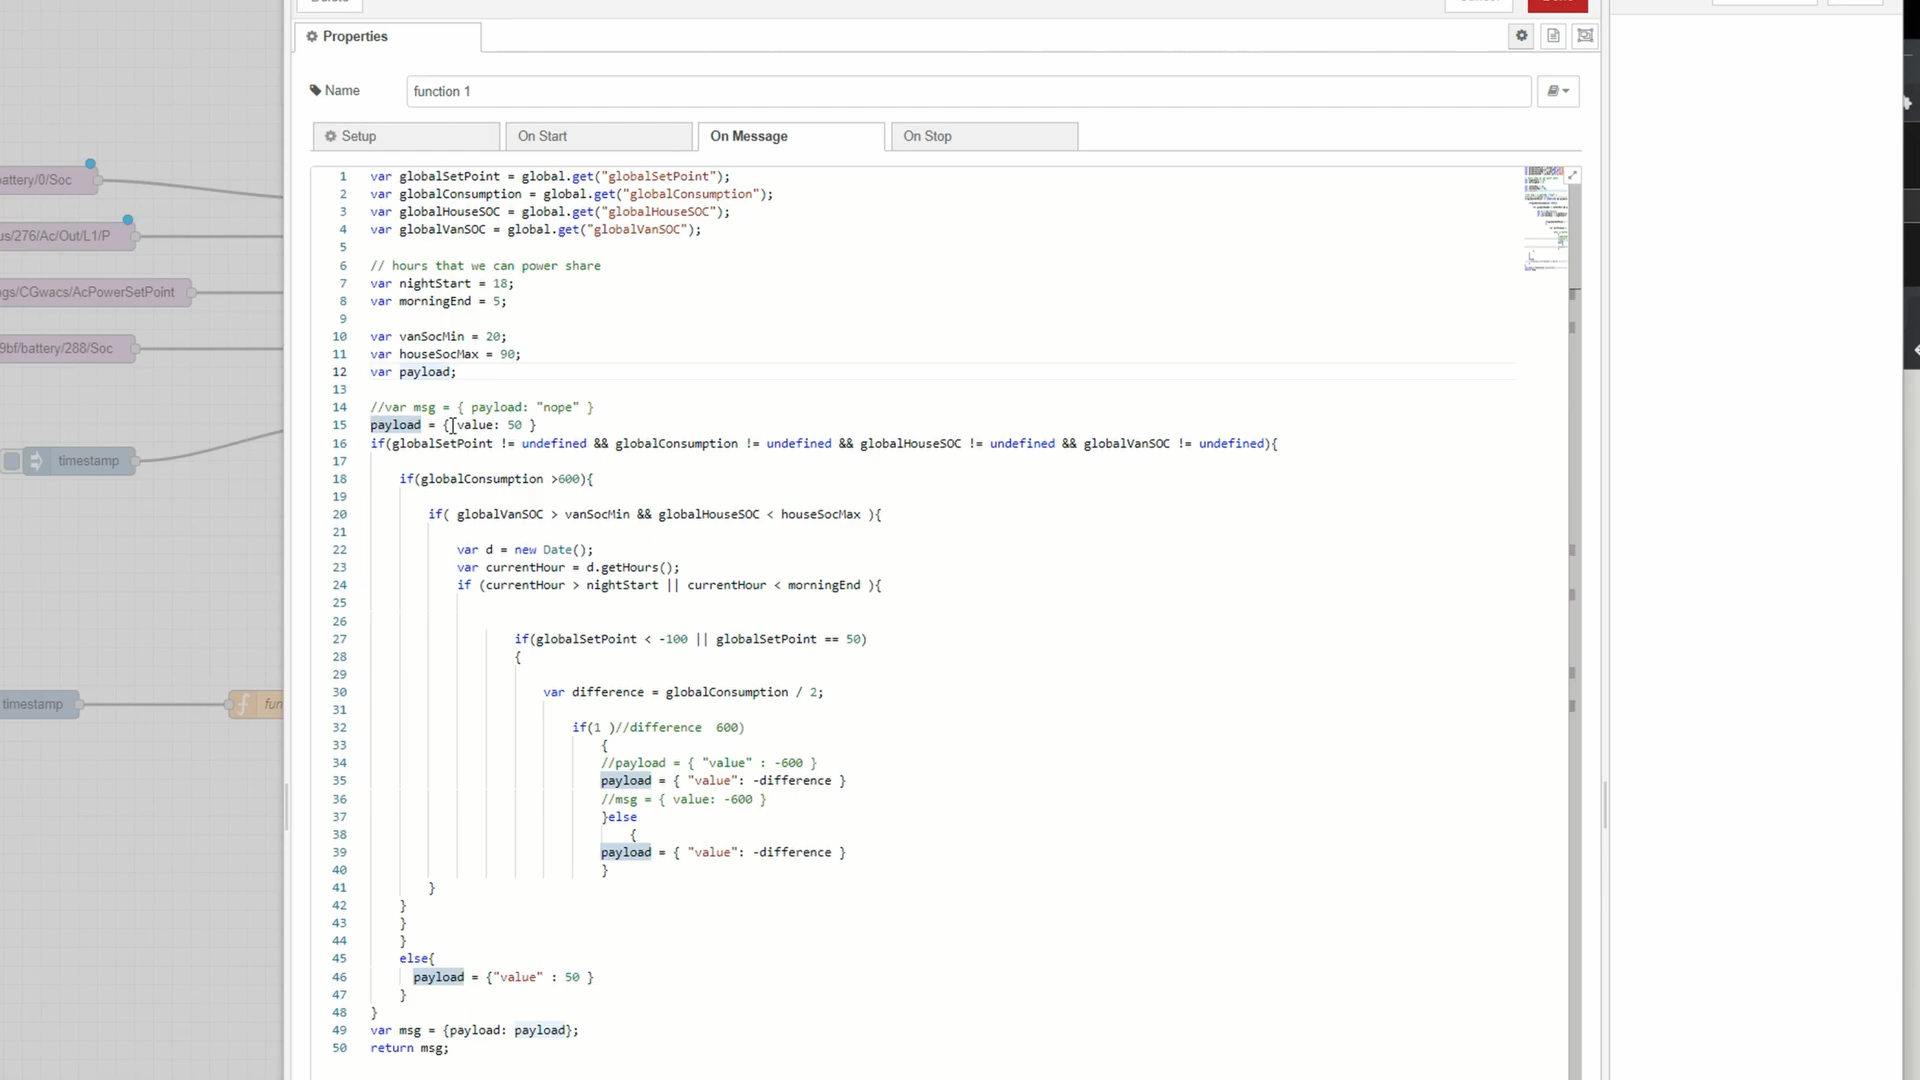 Properties
Name
function 1
Setup
On Start
On Message
On Stop
attery/0/Soc
us/276/Ac/Out/L1/P
ngs/CGwacs/AcPowerSetPoint
9bf/battery/288/Soc
timestamp
timestamp
fun
1 var globalSetPoint = global.get("globalSetPoint");
2 var globalConsumption = global.get("globalConsumption");
3 var globalHouseSOC = global.get("globalHouseSOC");
4 var globalVanSOC = global.get("globalVanSOC");
5
6 // hours that we can power share
7 var nightStart = 18;
8 var morningEnd = 5;
9
10 var vanSocMin = 20;
11 var houseSocMax = 90;
12 var payload;
13
14 //var msg = { payload: "nope" }
15 payload = { value: 50 }
16 if(globalSetPoint != undefined && globalConsumption != undefined && globalHouseSOC != undefined && globalVanSOC != undefined){
17
18 if(globalConsumption >600){
19
20 if( globalVanSOC > vanSocMin && globalHouseSOC < houseSocMax ){
21
22 var d = new Date();
23 var currentHour = d.getHours();
24 if (currentHour > nightStart || currentHour < morningEnd ){
25
26
27 if(globalSetPoint < -100 || globalSetPoint == 50)
28 {
29
30 var difference = globalConsumption / 2;
31
32 if(1 )//difference  600)
33 {
34 //payload = { "value" : -600 }
35 payload = { "value": -difference }
36 //msg = { value: -600 }
37 }else
38 {
39 payload = { "value": -difference }
40 }
41 }
42 }
43 }
44 }
45 else{
46 payload = {"value" : 50 }
47 }
48 }
49 var msg = {payload: payload};
50 return msg;